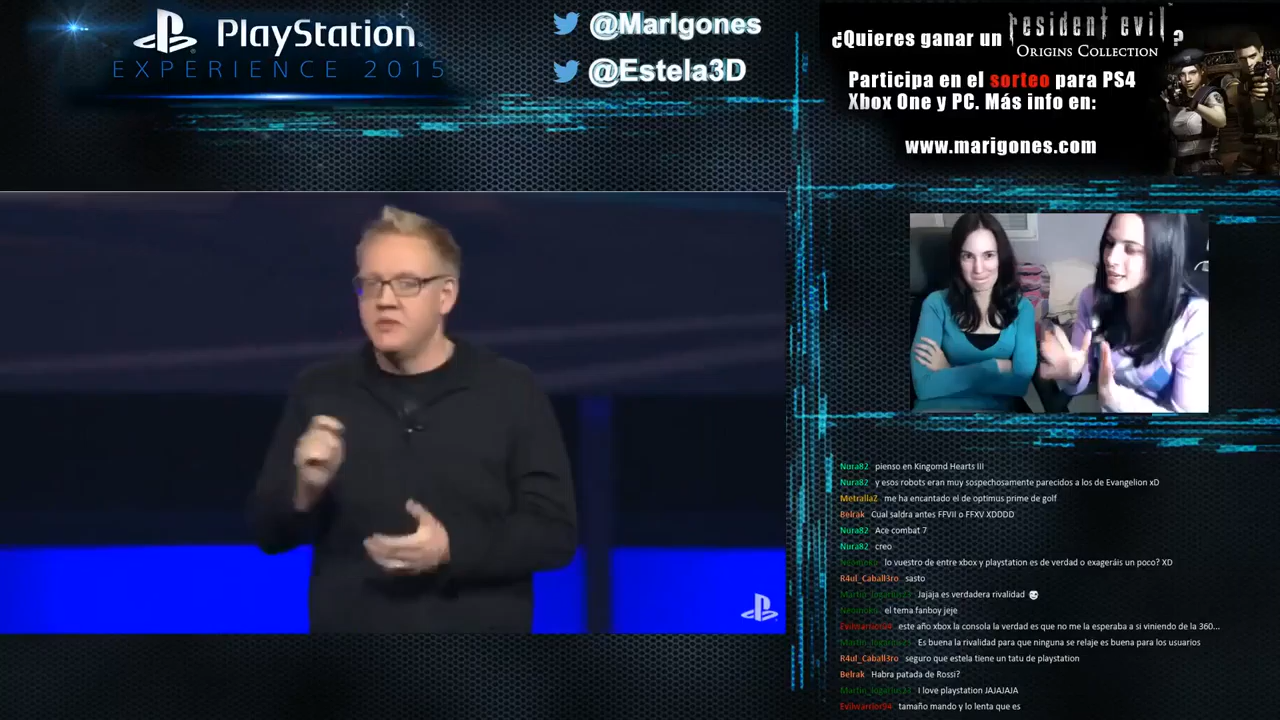 PlayStation
EXPERIENCE 2015
@MarIgones
@Estela3D
¿Quieres ganar un resident evil ?
ORIGINS COLLECTION
Participa en el sorteo para PS4
Xbox One y PC. Más info en:
www.marigones.com
Nura82 pienso en Kingomd Hearts III
Nura82 y esos robots eran muy sospechosamente parecidos a los de Evangelion xD
MetrallaZ me ha encantado el de optimus prime de golf
Belrak Cual saldra antes FFVII o FFXV XDDDD
Nura82 Ace combat 7
Nura82 creo
lo vuestro de entre xbox y playstation es de verdad o exageráis un poco? XD
R4ul_Caball3ro sasto
Jajaja es verdadera rivalidad
el tema fanboy jeje
Evilwarrior94 este año xbox la consola la verdad es que no me la esperaba a si viniendo de la 360...
Es buena la rivalidad para que ninguna se relaje es bueno para los usuarios
R4ul_Caball3ro seguro que estela tiene un tatu de playstation
Belrak Habra patada de Rossi?
I love playstation JAJAJAJA
Evilwarrior94 tamaño mando y lo lenta que es